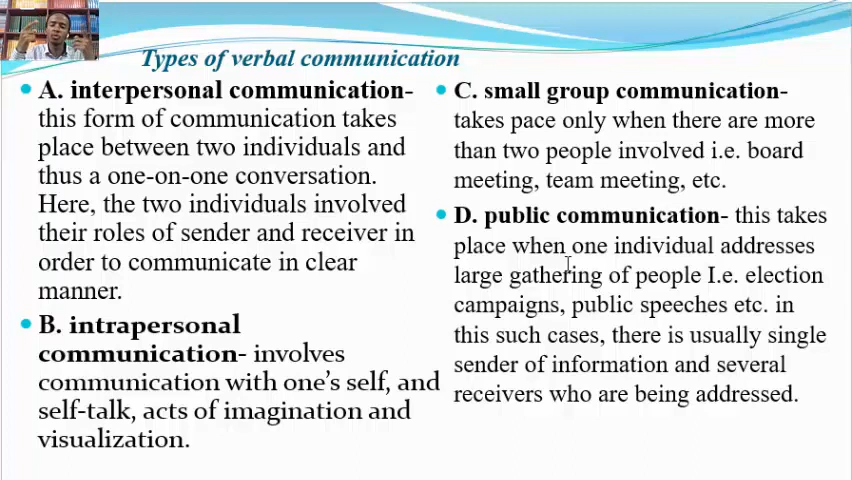 Types of verbal communication
A. interpersonal communication-
this form of communication takes
place between two individuals and
thus a one-on-one conversation.
Here, the two individuals involved
their roles of sender and receiver in
order to communicate in clear
manner.
B. intrapersonal
communication- involves
communication with one's self, and
self-talk, acts of imagination and
visualization.
C. small group communication-
takes pace only when there are more
than two people involved i.e. board
meeting, team meeting, etc.
D. public communication- this takes
place when one individual addresses
large gathering of people I.e. election
campaigns, public speeches etc. in
this such cases, there is usually single
sender of information and several
receivers who are being addressed.